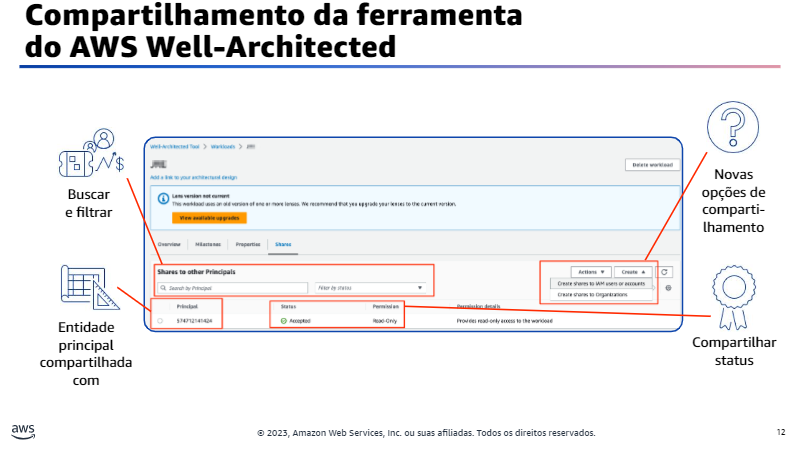 Compartilhamento da ferramenta
do AWS Well-Architected
Buscar
e filtrar
Entidade
principal
compartilhada
com
Well-Architected Tool > Workloads >
Delete workload
Add a link to your architectural design
Lens version not current
This workload uses an old version of one or more lenses. We recommend that you upgrade your lenses to the current version.
View available upgrades
Overview
Milestones
Properties
Shares
Shares to other Principals
Actions
Create
Search by Principal
Filter by status
Create shares to IAM users or accounts
Create shares to Organizations
Principal
Status
Permission
Permission details
574712141424
Accepted
Read-Only
Provides read-only access to the workload
Novas
opções de
comparti-
lhamento
Compartilhar
status
aws
© 2023, Amazon Web Services, Inc. ou suas afiliadas. Todos os direitos reservados.
12